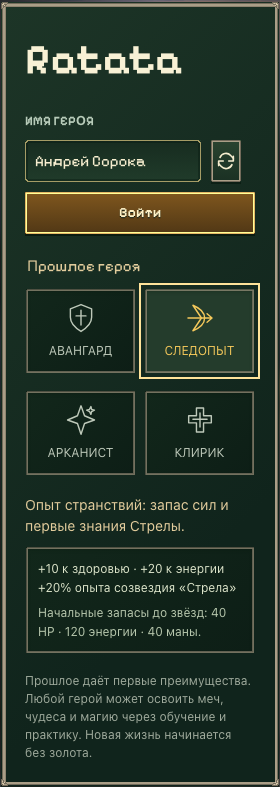 Ratata
ИМЯ ГЕРОЯ
Андрей Сорока
Войти
Прошлое героя
АВАНГАРД
СЛЕДОПЫТ
АРКАНИСТ
КЛИРИК
Опыт странствий: запас сил и
первые знания Стрелы.
+10 к здоровью · +20 к энергии
+20% опыта созвездия «Стрела»
Начальные запасы до звёзд: 40
HP · 120 энергии · 40 маны.
Прошлое даёт первые преимущества.
Любой герой может освоить меч,
чудеса и магию через обучение и
практику. Новая жизнь начинается
без золота.